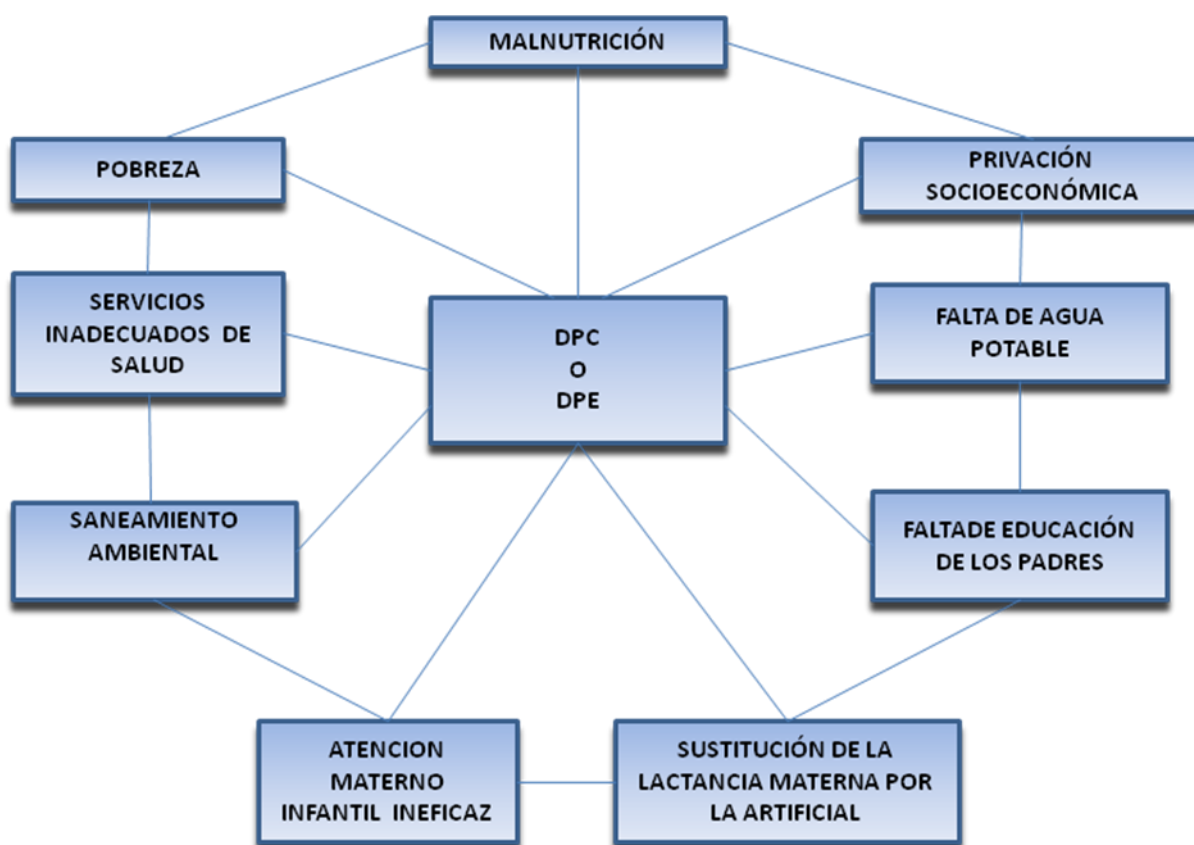 MALNUTRICIÓN
POBREZA
PRIVACIÓN
SOCIOECONÓMICA
SERVICIOS
INADECUADOS DE
SALUD
DPC
O
DPE
FALTA DE AGUA
POTABLE
SANEAMIENTO
AMBIENTAL
FALTADE EDUCACIÓN
DE LOS PADRES
ATENCION
MATERNO
INFANTIL INEFICAZ
SUSTITUCIÓN DE LA
LACTANCIA MATERNA POR
LA ARTIFICIAL